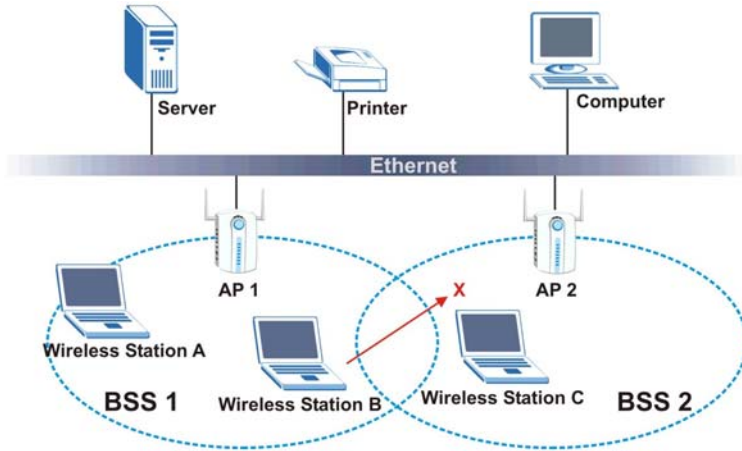 Server
Printer
Computer
Ethernet
AP 1
AP 2
X
Wireless Station A
Wireless Station B
Wireless Station C
BSS 1
BSS 2